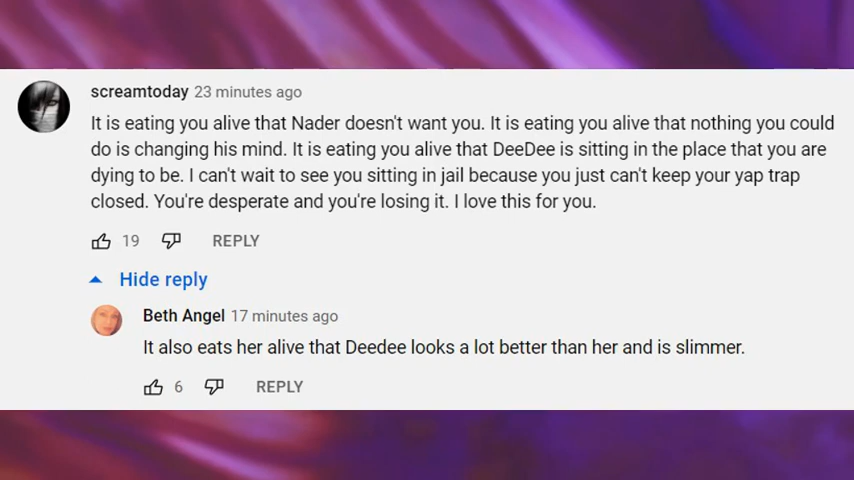 screamtoday 23 minutes ago
It is eating you alive that Nader doesn't want you. It is eating you alive that nothing you could
do is changing his mind. It is eating you alive that DeeDee is sitting in the place that you are
dying to be. I can't wait to see you sitting in jail because you just can't keep your yap trap
closed. You're desperate and you're losing it. I love this for you.
19 REPLY
Hide reply
Beth Angel 17 minutes ago
It also eats her alive that Deedee looks a lot better than her and is slimmer.
6 REPLY